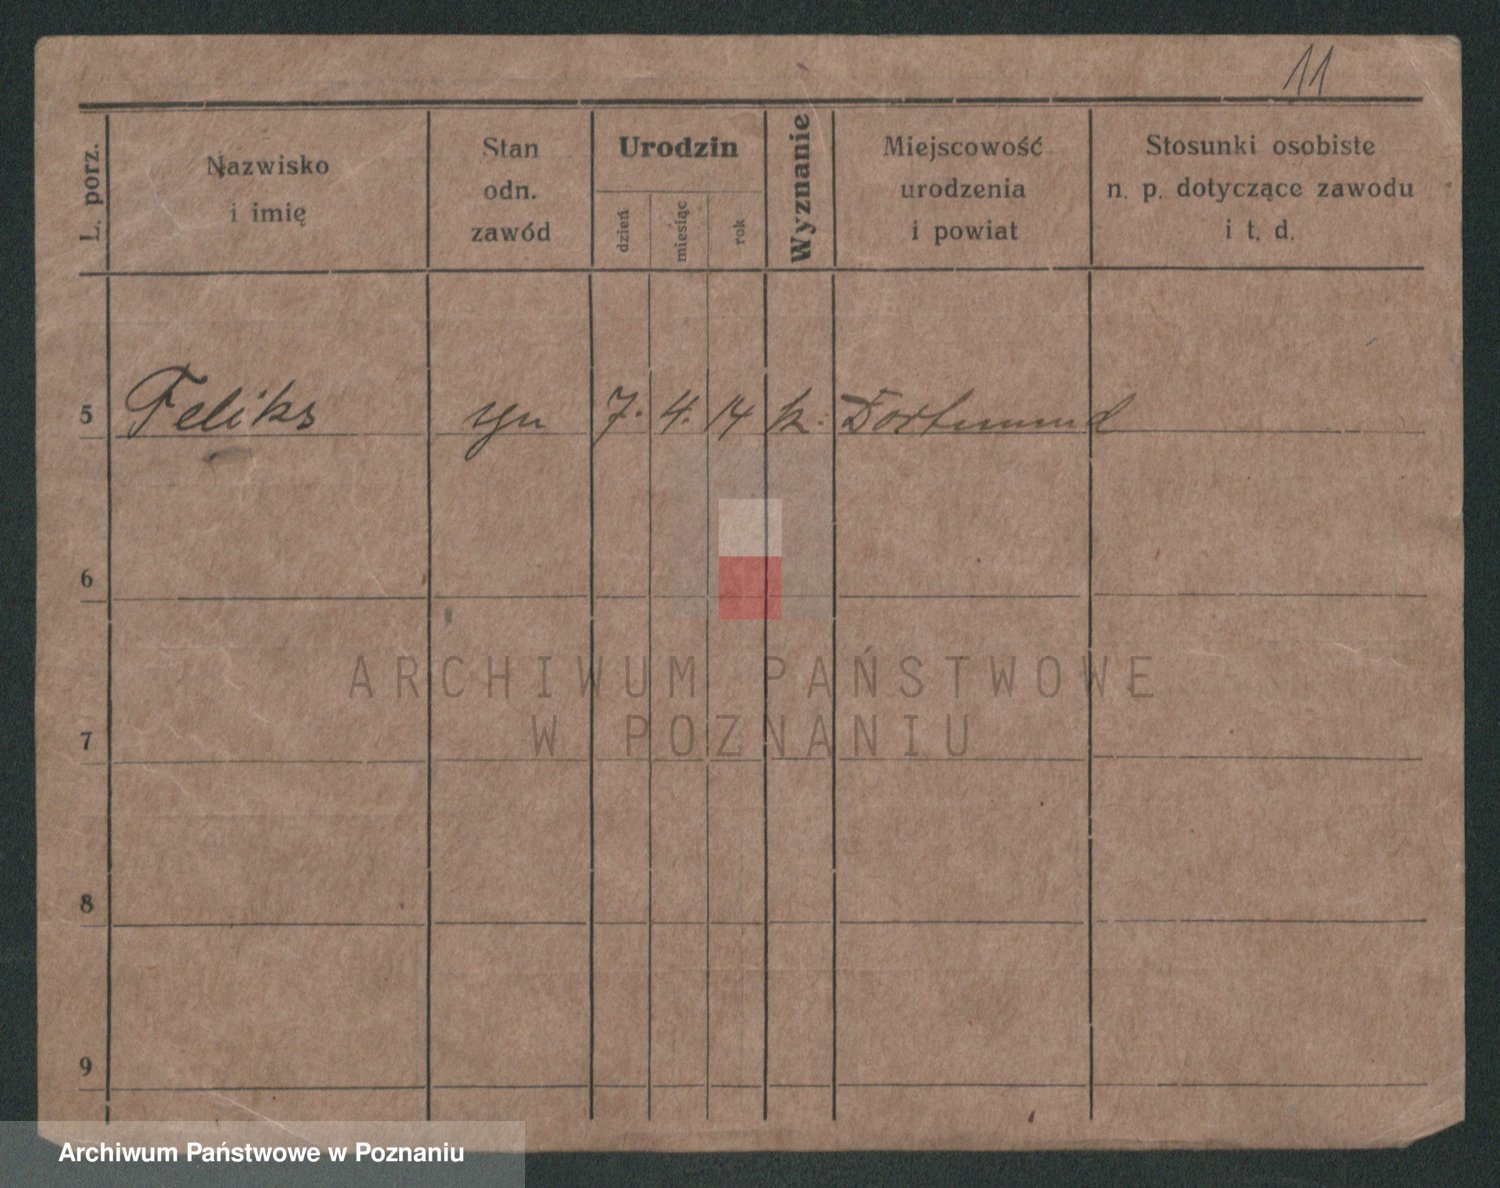 11
L. porz.
Nazwisko
i imię
Stan
odn.
zawód
Urodzin
dzień
miesiąc
rok
Wyznanie
Miejscowość
urodzenia
i powiat
Stosunki osobiste
n. p. dotyczące zawodu
i t. d.
5 Feliks syn 7. 4. 14 k. Dortmund
6
7
8
9
ARCHIWUM PAŃSTWOWE
W POZNANIU
Archiwum Państwowe w Poznaniu